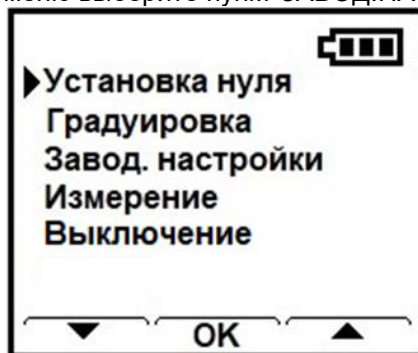 Установка нуля
Градуировка
Завод. настройки
Измерение
Выключение
OK